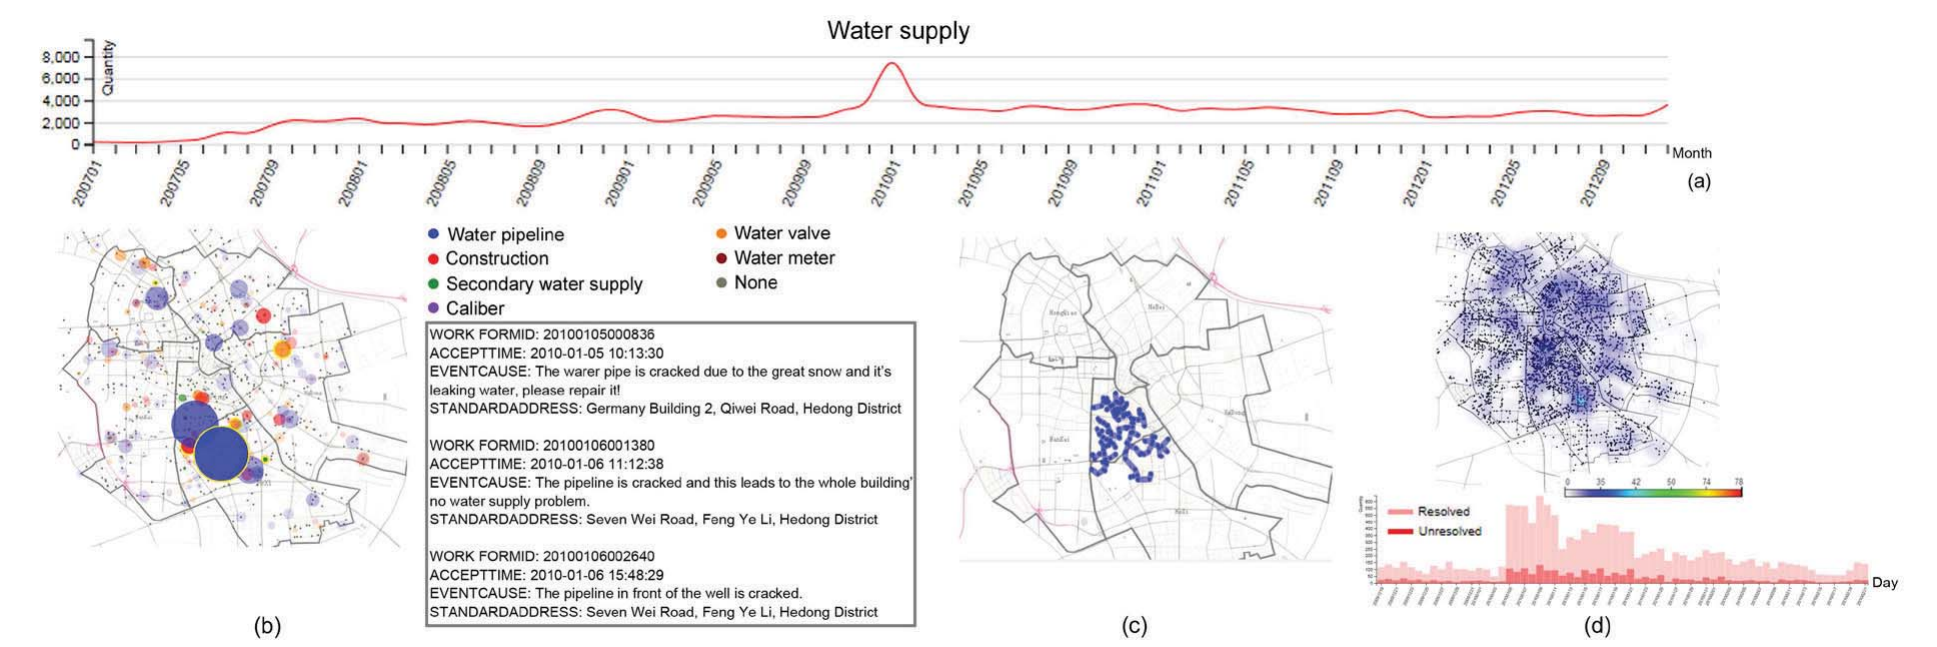 Water supply
Quantity
8,000
6,000
4,000
2,000
0
200701
200705
200709
200801
200805
200809
200901
200905
200909
201001
201005
201009
201101
201105
201109
201201
201205
201209
Month
(a)
Water pipeline
Construction
Secondary water supply
Caliber
Water valve
Water meter
None
WORK FORMID: 20100105000836
ACCEPTTIME: 2010-01-05 10:13:30
EVENTCAUSE: The warer pipe is cracked due to the great snow and it's
leaking water, please repair it!
STANDARDADDRESS: Germany Building 2, Qiwei Road, Hedong District
WORK FORMID: 20100106001380
ACCEPTTIME: 2010-01-06 11:12:38
EVENTCAUSE: The pipeline is cracked and this leads to the whole building'
no water supply problem.
STANDARDADDRESS: Seven Wei Road, Feng Ye Li, Hedong District
WORK FORMID: 20100106002640
ACCEPTTIME: 2010-01-06 15:48:29
EVENTCAUSE: The pipeline in front of the well is cracked.
STANDARDADDRESS: Seven Wei Road, Feng Ye Li, Hedong District
(b)
(c)
0 35 42 50 74 78
Resolved
Unresolved
Day
(d)